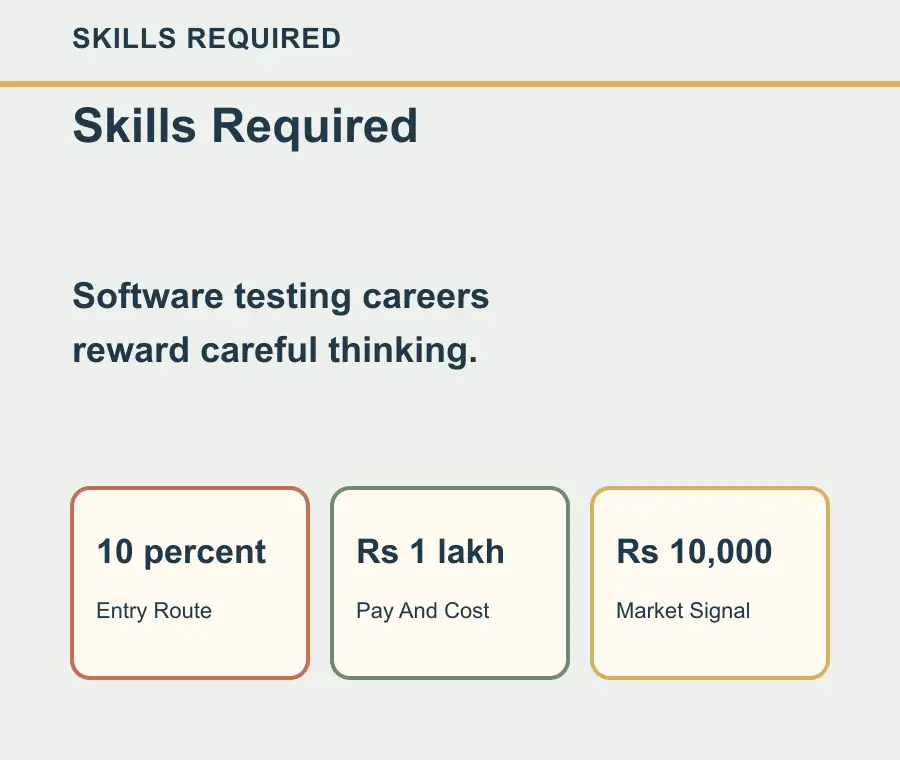 SKILLS REQUIRED
Skills Required
Software testing careers
reward careful thinking.
10 percent
Entry Route
Rs 1 lakh
Pay And Cost
Rs 10,000
Market Signal